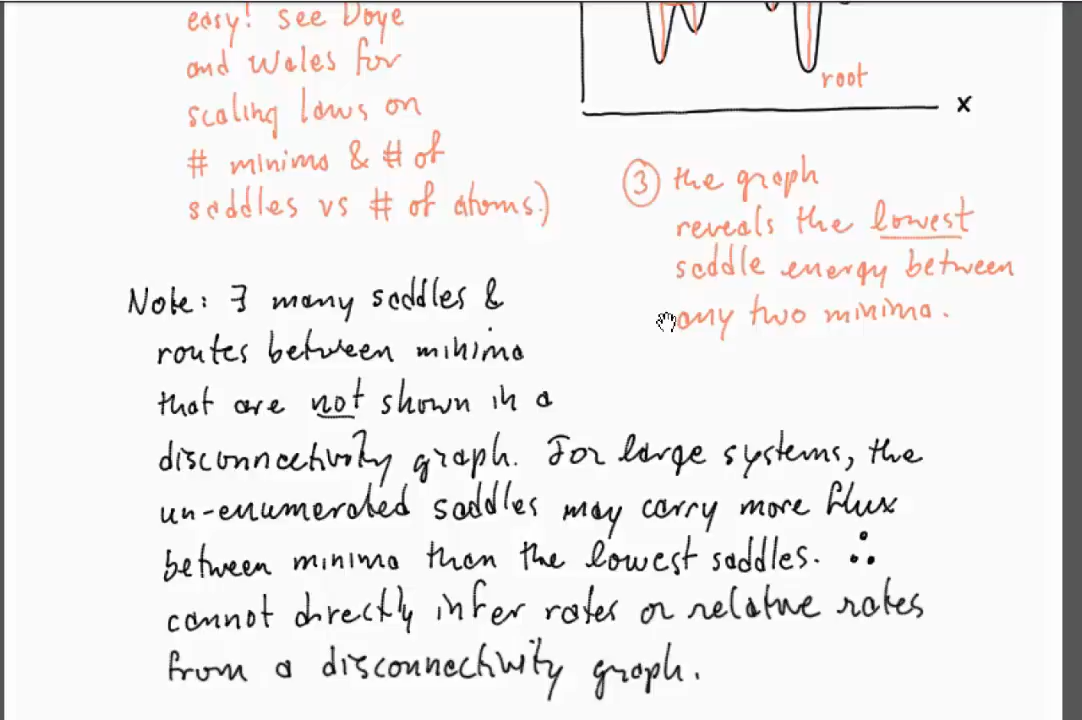 easy! see Doye
and Wales for
scaling laws on
# minima & # of
saddles vs # of atoms.)
root
x
③ the graph
reveals the lowest
saddle energy between
any two minima.
Note: ∃ many saddles &
routes between minima
that are not shown in a
disconnectivity graph. For large systems, the
un-enumerated saddles may carry more flux
between minima than the lowest saddles. ∴
cannot directly infer rates or relative rates
from a disconnectivity graph.